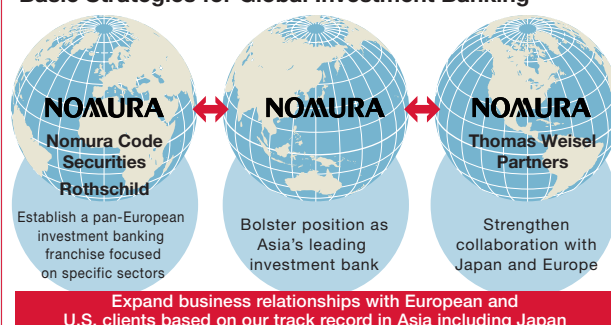 Basic Strategies for Global Investment Banking
NOMURA
Nomura Code
Securities
Rothschild
Establish a pan-European
investment banking
franchise focused
on specific sectors
NOMURA
Bolster position as
Asia's leading
investment bank
NOMURA
Thomas Weisel
Partners
Strengthen
collaboration with
Japan and Europe
Expand business relationships with European and
U.S. clients based on our track record in Asia including Japan